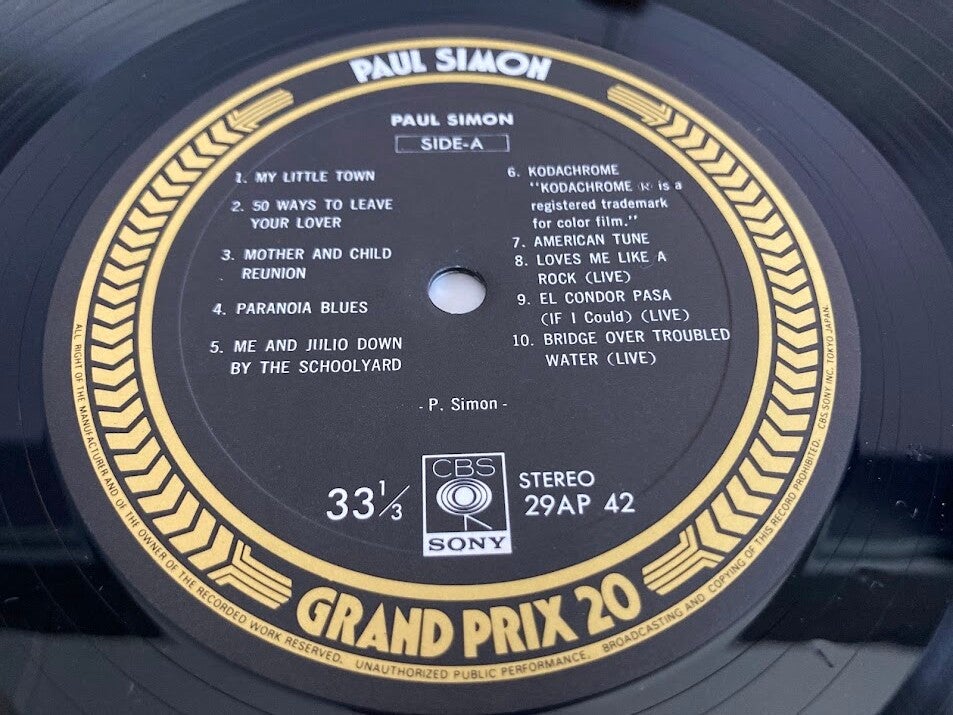 PAUL SIMON
PAUL SIMON
SIDE-A
1. MY LITTLE TOWN
2. 50 WAYS TO LEAVE
YOUR LOVER
3. MOTHER AND CHILD
REUNION
4. PARANOIA BLUES
5. ME AND JULIO DOWN
BY THE SCHOOLYARD
6. KODACHROME
"KODACHROME (R) is a
registered trademark
for color film."
7. AMERICAN TUNE
8. LOVES ME LIKE A
ROCK (LIVE)
9. EL CONDOR PASA
(IF I Could) (LIVE)
10. BRIDGE OVER TROUBLED
WATER (LIVE)
- P. Simon -
33 1/3
CBS
SONY
STEREO
29AP 42
GRAND PRIX 20
ALL RIGHT OF THE MANUFACTURER AND OF THE OWNER OF THE RECORDED WORK RESERVED. UNAUTHORIZED PUBLIC PERFORMANCE, BROADCASTING AND COPYING OF THIS RECORD PROHIBITED. CBS/SONY INC. TOKYO JAPAN.